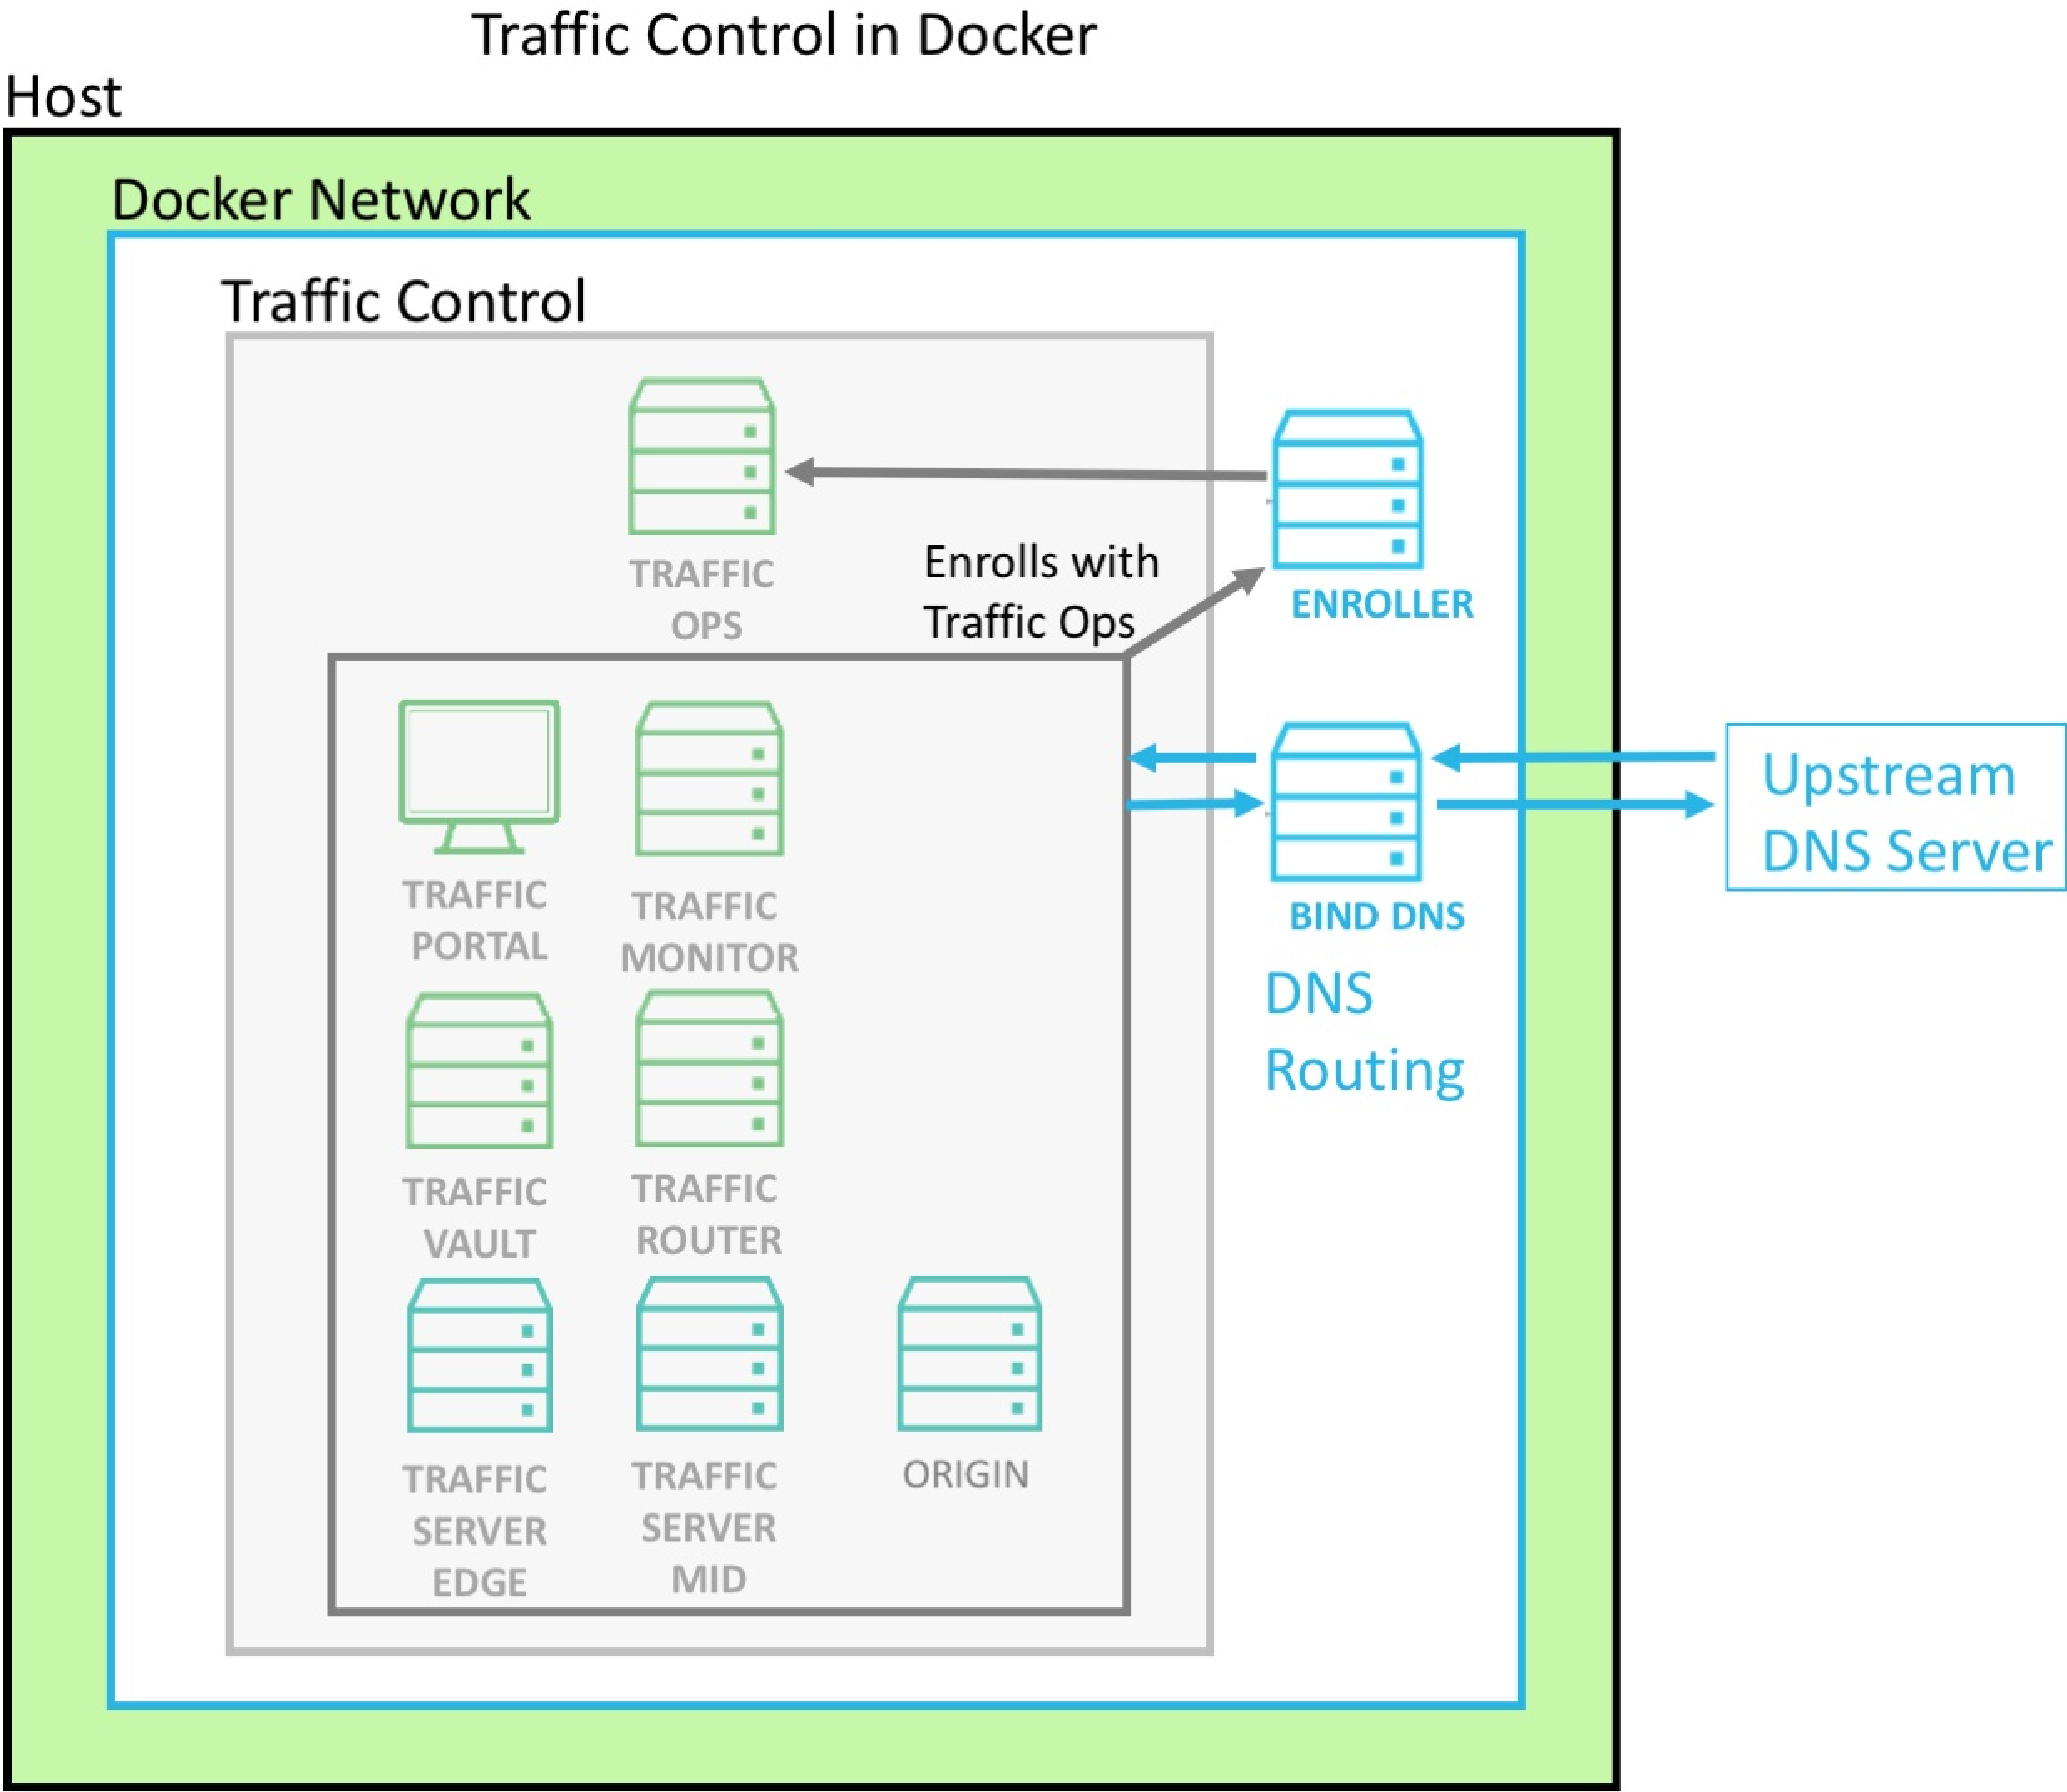 Traffic Control in Docker
Host
Docker Network
Traffic Control
TRAFFIC
OPS
Enrolls with
Traffic Ops
ENROLLER
TRAFFIC
PORTAL
TRAFFIC
MONITOR
BIND DNS
DNS
Routing
Upstream
DNS Server
TRAFFIC
VAULT
TRAFFIC
ROUTER
TRAFFIC
SERVER
EDGE
TRAFFIC
SERVER
MID
ORIGIN